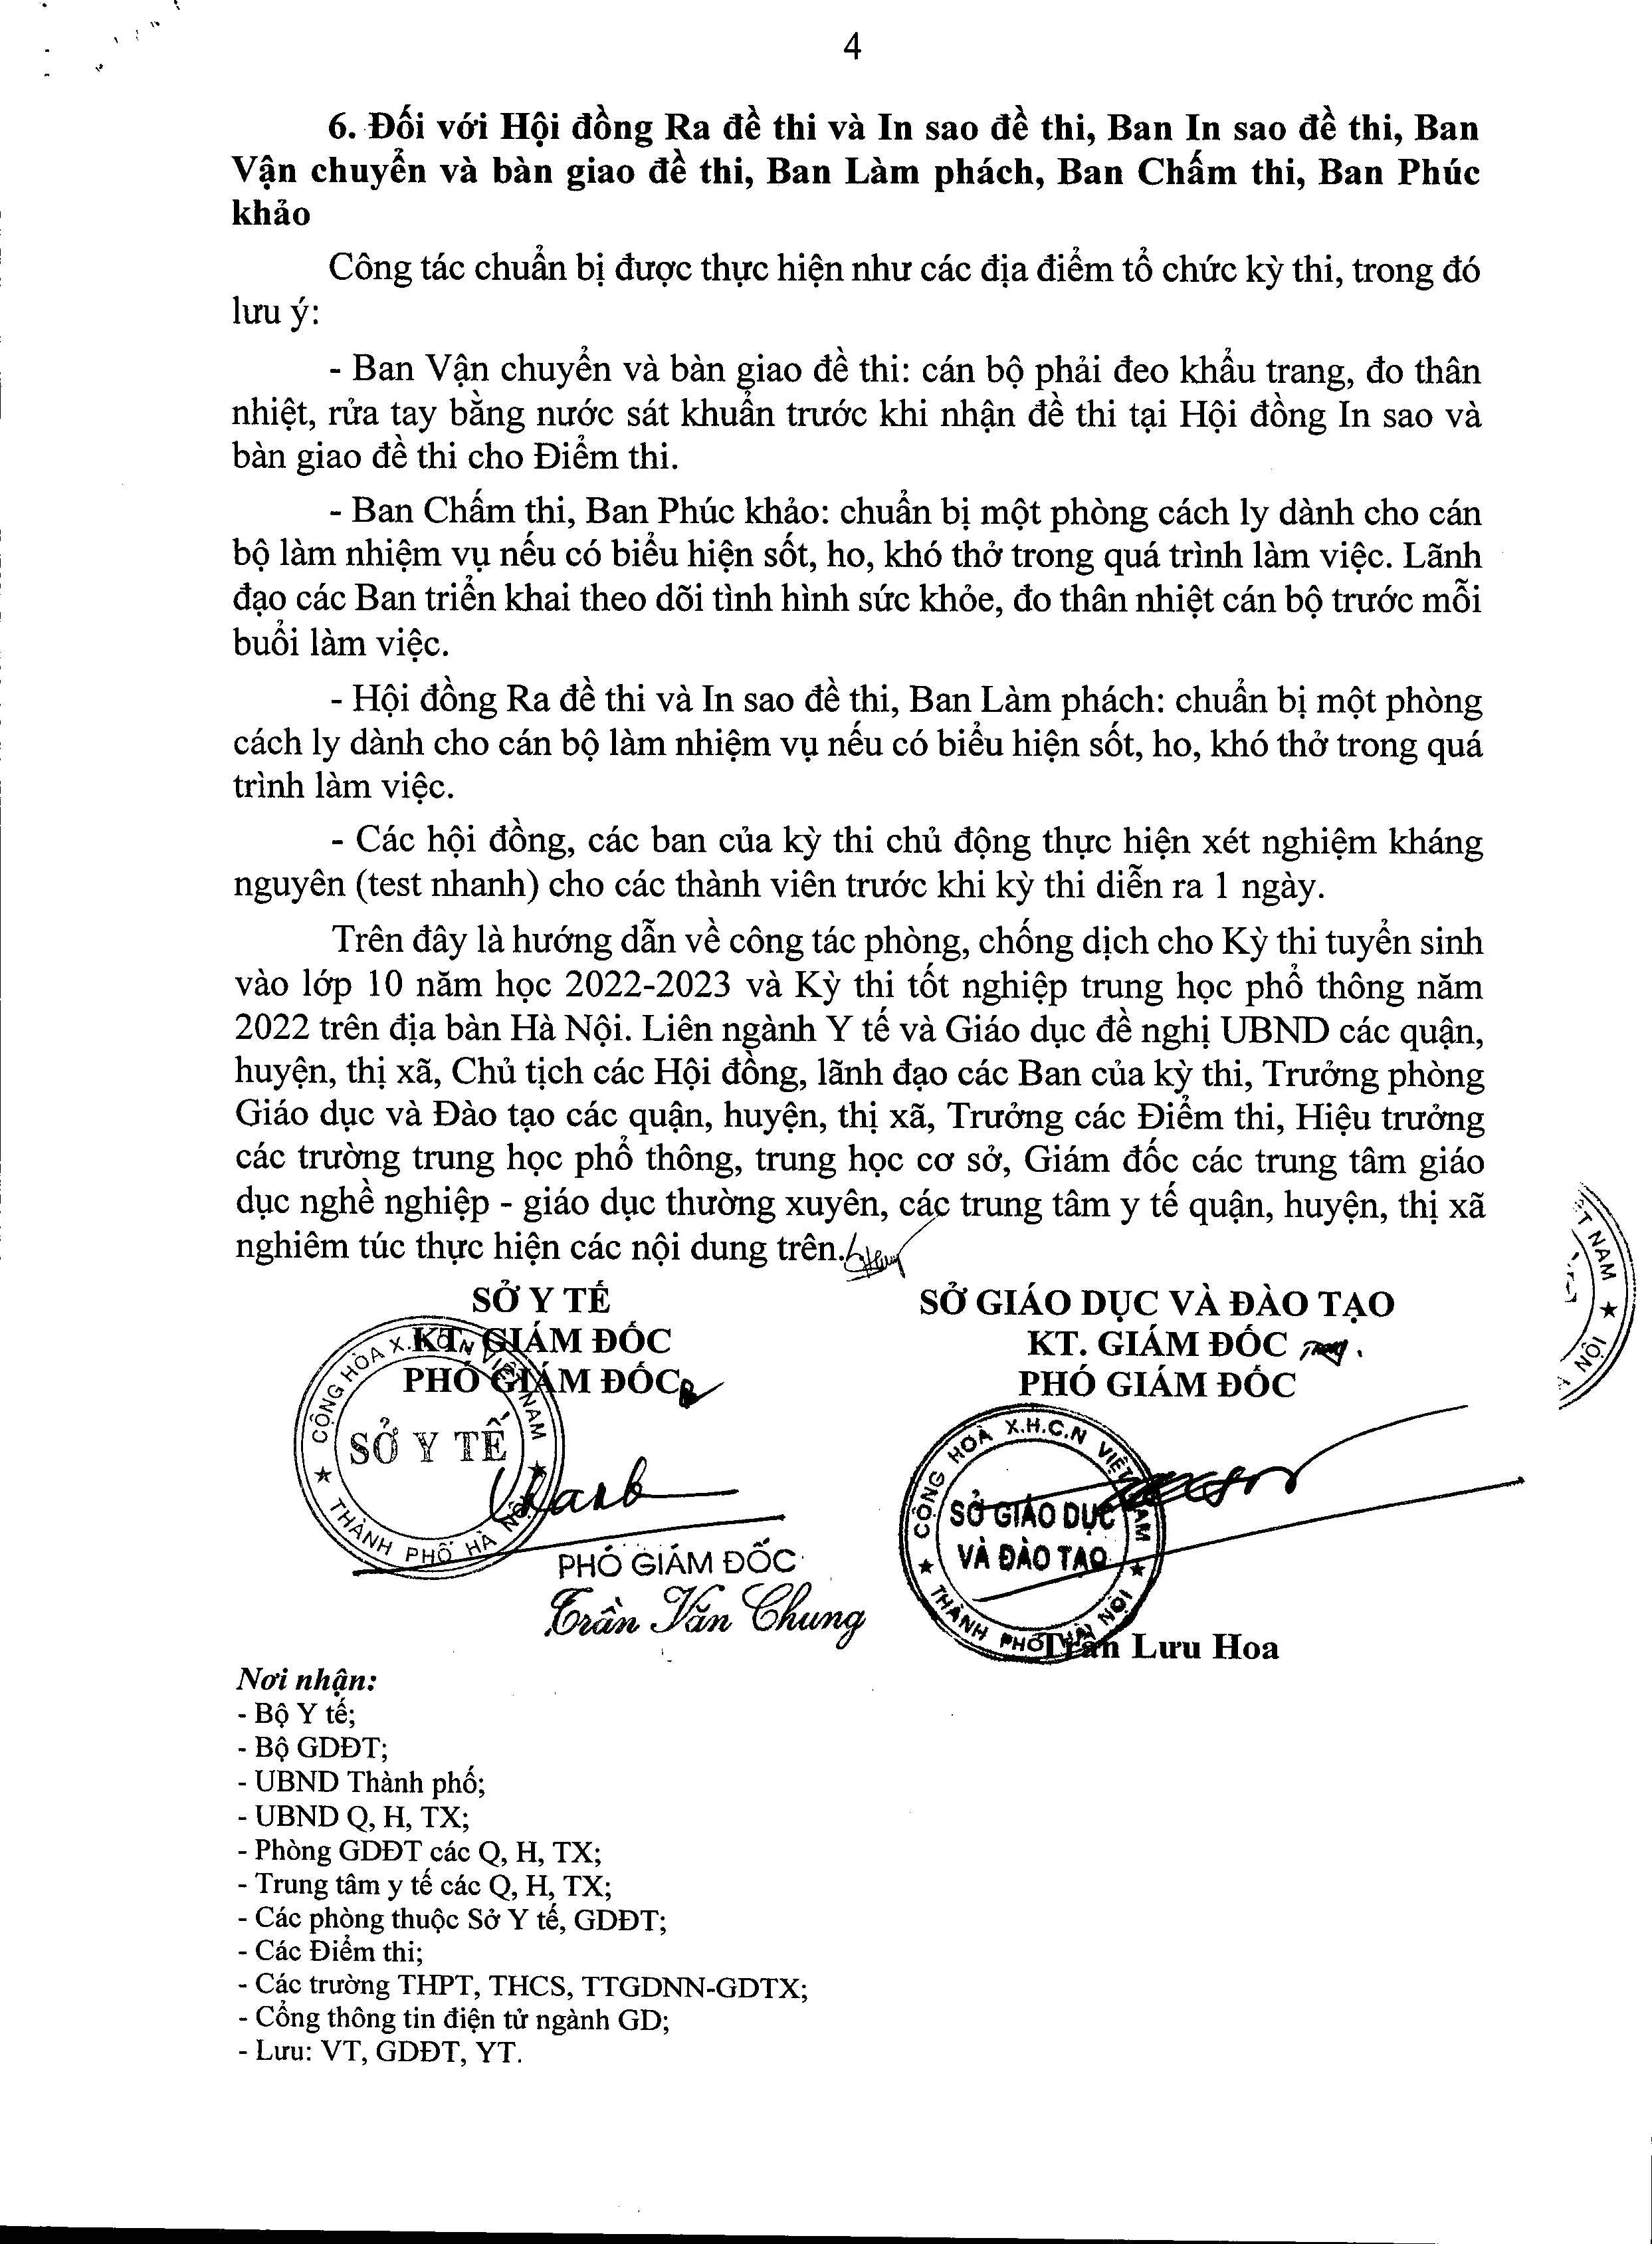 4
6. Đối với Hội đồng Ra đề thi và In sao đề thi, Ban In sao đề thi, Ban
Vận chuyển và bàn giao đề thi, Ban Làm phách, Ban Chấm thi, Ban Phúc
khảo
Công tác chuẩn bị được thực hiện như các địa điểm tổ chức kỳ thi, trong đó
lưu ý:
- Ban Vận chuyển và bàn giao đề thi: cán bộ phải đeo khẩu trang, đo thân
nhiệt, rửa tay bằng nước sát khuẩn trước khi nhận đề thi tại Hội đồng In sao và
bàn giao đề thi cho Điểm thi.
- Ban Chấm thi, Ban Phúc khảo: chuẩn bị một phòng cách ly dành cho cán
bộ làm nhiệm vụ nếu có biểu hiện sốt, ho, khó thở trong quá trình làm việc. Lãnh
đạo các Ban triển khai theo dõi tình hình sức khỏe, đo thân nhiệt cán bộ trước mỗi
buổi làm việc.
- Hội đồng Ra đề thi và In sao đề thi, Ban Làm phách: chuẩn bị một phòng
cách ly dành cho cán bộ làm nhiệm vụ nếu có biểu hiện sốt, ho, khó thở trong quá
trình làm việc.
- Các hội đồng, các ban của kỳ thi chủ động thực hiện xét nghiệm kháng
nguyên (test nhanh) cho các thành viên trước khi kỳ thi diễn ra 1 ngày.
Trên đây là hướng dẫn về công tác phòng, chống dịch cho Kỳ thi tuyển sinh
vào lớp 10 năm học 2022-2023 và Kỳ thi tốt nghiệp trung học phổ thông năm
2022 trên địa bàn Hà Nội. Liên ngành Y tế và Giáo dục đề nghị UBND các quận,
huyện, thị xã, Chủ tịch các Hội đồng, lãnh đạo các Ban của kỳ thi, Trưởng phòng
Giáo dục và Đào tạo các quận, huyện, thị xã, Trưởng các Điểm thi, Hiệu trưởng
các trường trung học phổ thông, trung học cơ sở, Giám đốc các trung tâm giáo
dục nghề nghiệp - giáo dục thường xuyên, các trung tâm y tế quận, huyện, thị xã
nghiêm túc thực hiện các nội dung trên.
SỞ Y TẾ
KT. GIÁM ĐỐC
PHÓ GIÁM ĐỐC
CỘNG HÒA X.H.C.N VIỆT NAM
SỞ Y TẾ
THÀNH PHỐ HÀ NỘI
PHÓ GIÁM ĐỐC
Trần Văn Chung
SỞ GIÁO DỤC VÀ ĐÀO TẠO
KT. GIÁM ĐỐC
PHÓ GIÁM ĐỐC
CỘNG HOÀ X.H.C.N VIỆT NAM
SỞ GIÁO DỤC
VÀ ĐÀO TẠO
THÀNH PHỐ HÀ NỘI
Trần Lưu Hoa
NAM
NỘI
Nơi nhận:
- Bộ Y tế;
- Bộ GDĐT;
- UBND Thành phố;
- UBND Q, H, TX;
- Phòng GDĐT các Q, H, TX;
- Trung tâm y tế các Q, H, TX;
- Các phòng thuộc Sở Y tế, GDĐT;
- Các Điểm thi;
- Các trường THPT, THCS, TTGDNN-GDTX;
- Cổng thông tin điện tử ngành GD;
- Lưu: VT, GDĐT, YT.